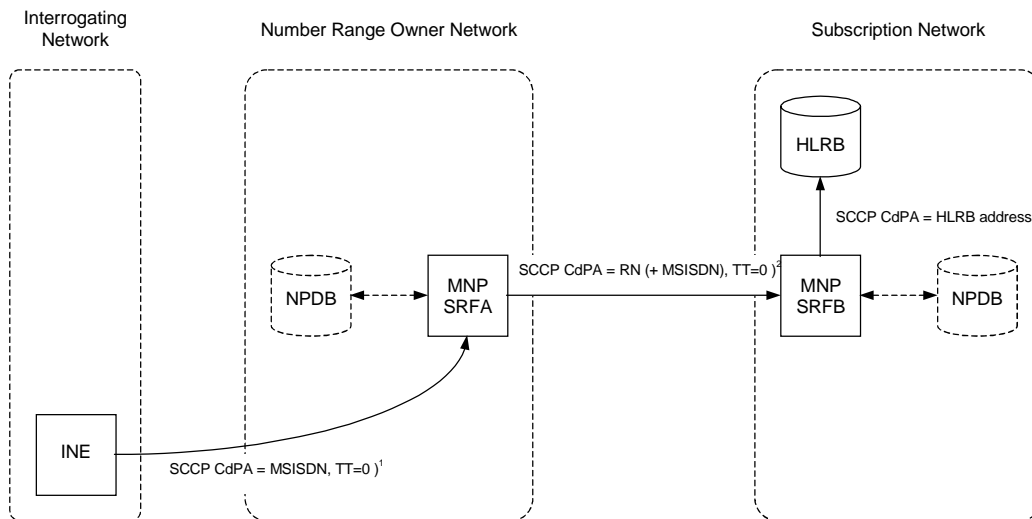 Interrogating
Network
Number Range Owner Network
Subscription Network
HLRB
SCCP CdPA = HLRB address
SCCP CdPA = RN (+ MSISDN), TT=0 )2
NPDB
MNP
SRFA
MNP
SRFB
NPDB
INE
SCCP CdPA = MSISDN, TT=0 )1